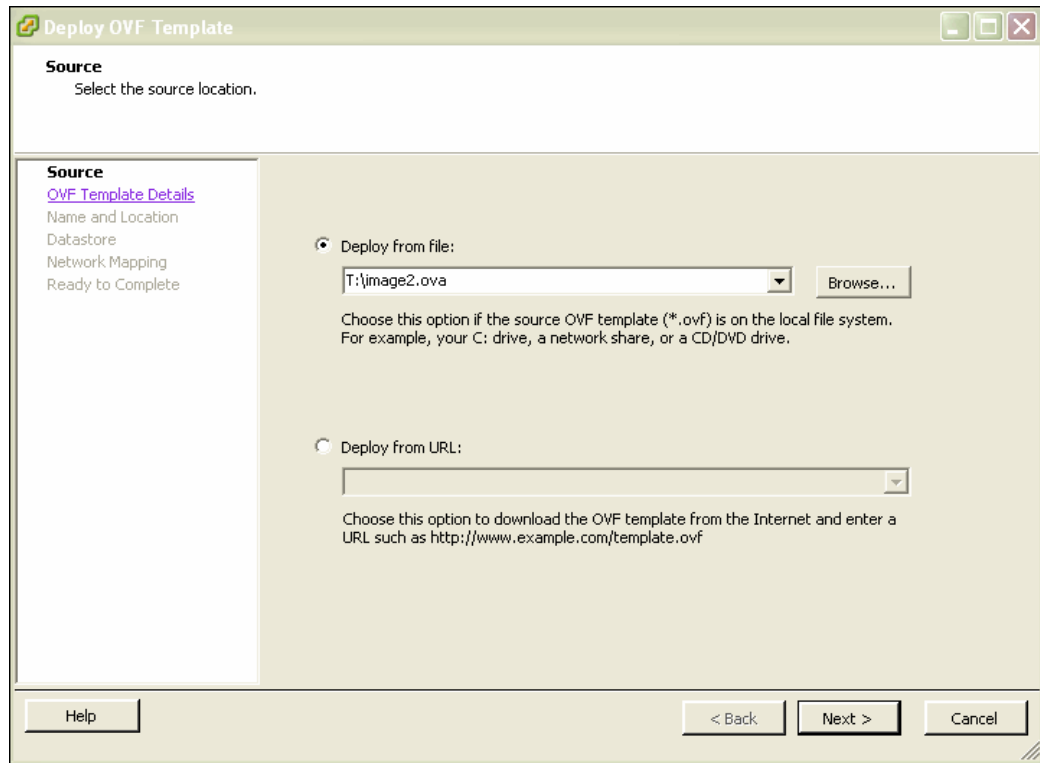 Deploy OVF Template
Source
Select the source location.
Source
OVF Template Details
Name and Location
Datastore
Network Mapping
Ready to Complete
Deploy from file:
T:\image2.ova
Browse...
Choose this option if the source OVF template (*.ovf) is on the local file system.
For example, your C: drive, a network share, or a CD/DVD drive.
Deploy from URL:
Choose this option to download the OVF template from the Internet and enter a
URL such as http://www.example.com/template.ovf
Help
< Back
Next >
Cancel